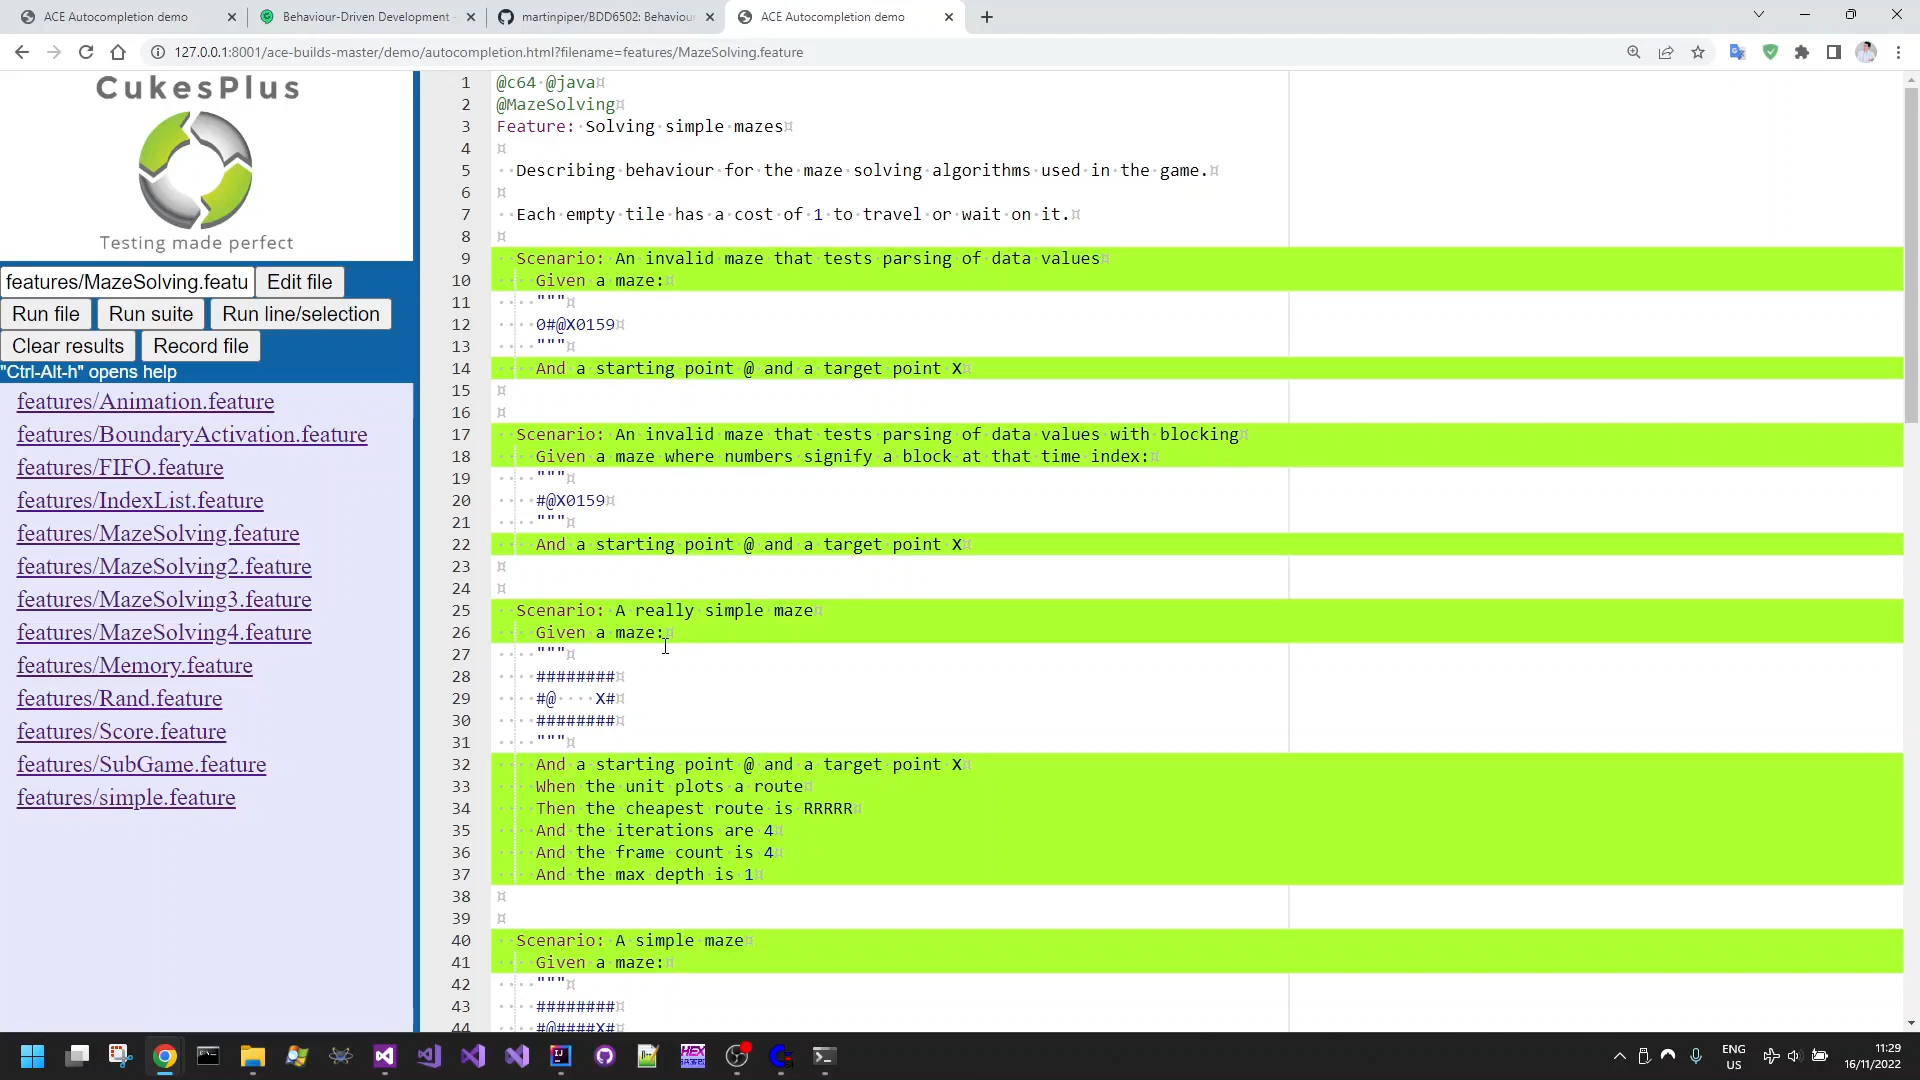 ACE Autocompletion demo
Behaviour-Driven Development -
martinpiper/BDD6502: Behaviou
ACE Autocompletion demo
127.0.0.1:8001/ace-builds-master/demo/autocompletion.html?filename=features/MazeSolving.feature
CukesPlus
Testing made perfect
features/MazeSolving.featu
Edit file
Run file
Run suite
Run line/selection
Clear results
Record file
"Ctrl-Alt-h" opens help
features/Animation.feature
features/BoundaryActivation.feature
features/FIFO.feature
features/IndexList.feature
features/MazeSolving.feature
features/MazeSolving2.feature
features/MazeSolving3.feature
features/MazeSolving4.feature
features/Memory.feature
features/Rand.feature
features/Score.feature
features/SubGame.feature
features/simple.feature
1 @c64 @java
2 @MazeSolving
3 Feature: Solving simple mazes
4
5 Describing behaviour for the maze solving algorithms used in the game.
6
7 Each empty tile has a cost of 1 to travel or wait on it.
8
9 Scenario: An invalid maze that tests parsing of data values
10 Given a maze:
11 """
12 0#@X0159
13 """
14 And a starting point @ and a target point X
15
16
17 Scenario: An invalid maze that tests parsing of data values with blocking
18 Given a maze where numbers signify a block at that time index:
19 """
20 #@X0159
21 """
22 And a starting point @ and a target point X
23
24
25 Scenario: A really simple maze
26 Given a maze:
27 """
28 ########
29 #@    X#
30 ########
31 """
32 And a starting point @ and a target point X
33 When the unit plots a route
34 Then the cheapest route is RRRRR
35 And the iterations are 4
36 And the frame count is 4
37 And the max depth is 1
38
39
40 Scenario: A simple maze
41 Given a maze:
42 """
43 ########
44 #@####X#
HEX
ENG
US
11:29
16/11/2022